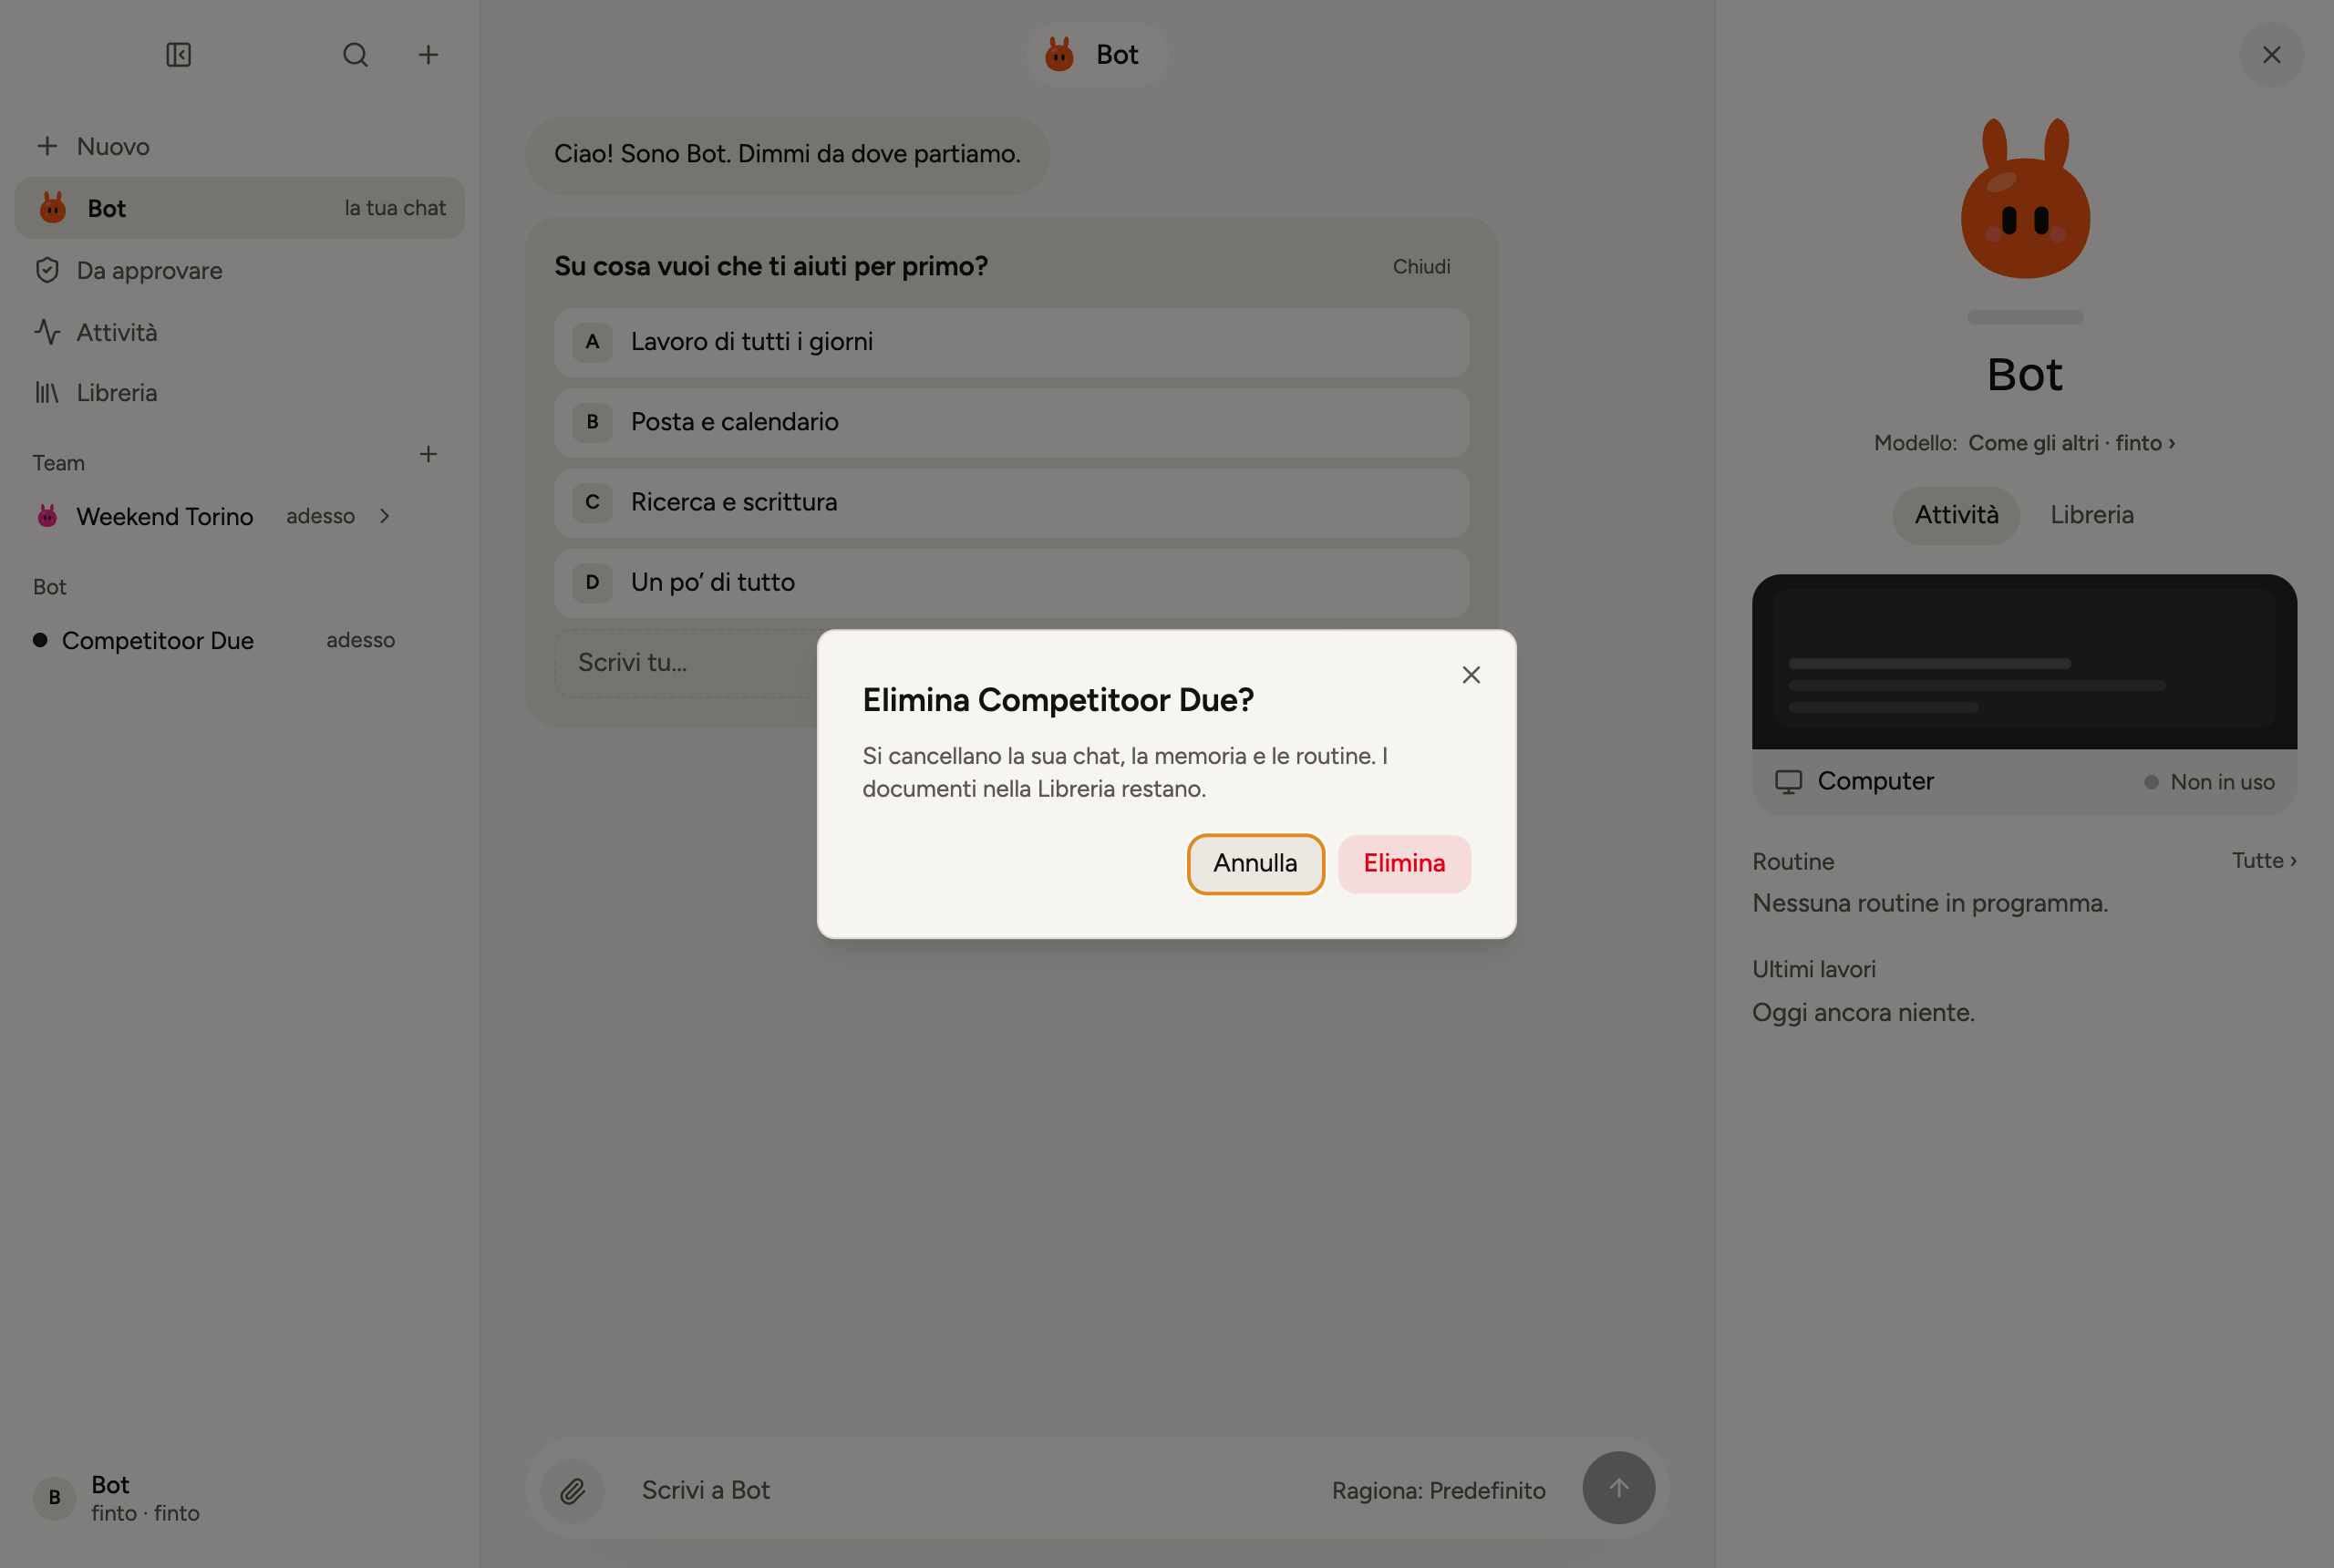 Nuovo
Bot
la tua chat
Da approvare
Attività
Libreria
Team
Weekend Torino
adesso
Bot
Competitoor Due
adesso
B
Bot
finto · finto
Bot
Ciao! Sono Bot. Dimmi da dove partiamo.
Su cosa vuoi che ti aiuti per primo?
Chiudi
A
Lavoro di tutti i giorni
B
Posta e calendario
C
Ricerca e scrittura
D
Un po’ di tutto
Scrivi tu...
Elimina Competitoor Due?
Si cancellano la sua chat, la memoria e le routine. I
documenti nella Libreria restano.
Annulla
Elimina
Scrivi a Bot
Ragiona: Predefinito
Bot
Modello: Come gli altri · finto ›
Attività
Libreria
Computer
Non in uso
Routine
Tutte ›
Nessuna routine in programma.
Ultimi lavori
Oggi ancora niente.